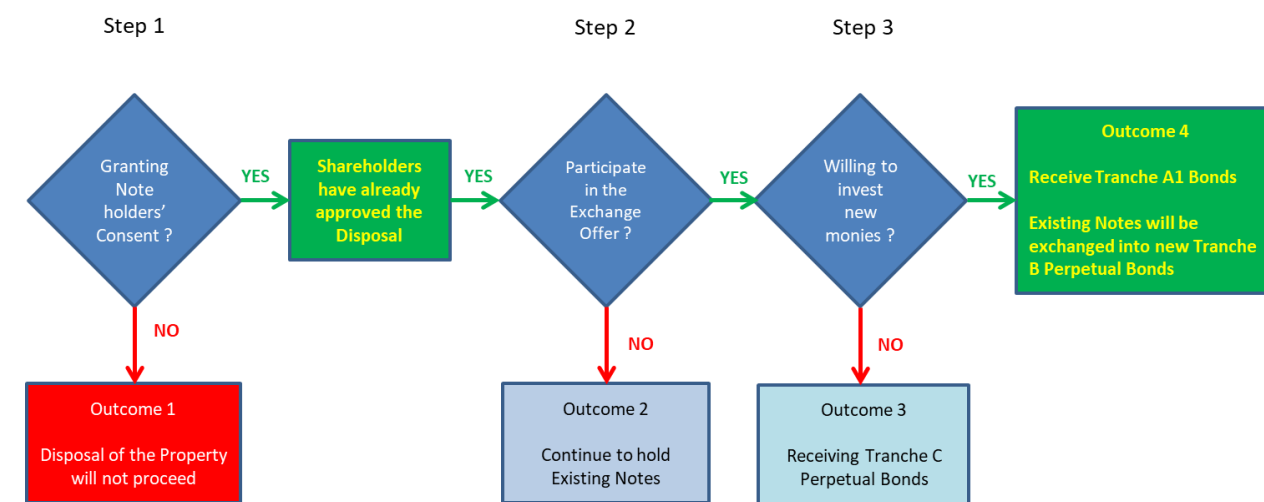 Step 1
Step 2
Step 3
Granting
Note
holders’
Consent ?
YES
Shareholders
have already
approved the
Disposal
YES
Participate
in the
Exchange
Offer ?
YES
Willing to
invest
new
monies ?
YES
Outcome 4
Receive Tranche A1 Bonds
Existing Notes will be
exchanged into new Tranche
B Perpetual Bonds
NO
NO
NO
Outcome 1
Disposal of the Property
will not proceed
Outcome 2
Continue to hold
Existing Notes
Outcome 3
Receiving Tranche C
Perpetual Bonds